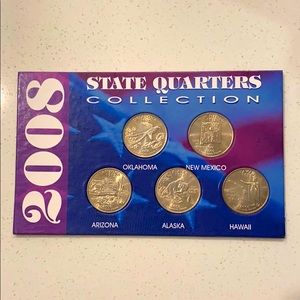 2008
STATE QUARTERS
COLLECTION
OKLAHOMA
NEW MEXICO
ARIZONA
ALASKA
HAWAII